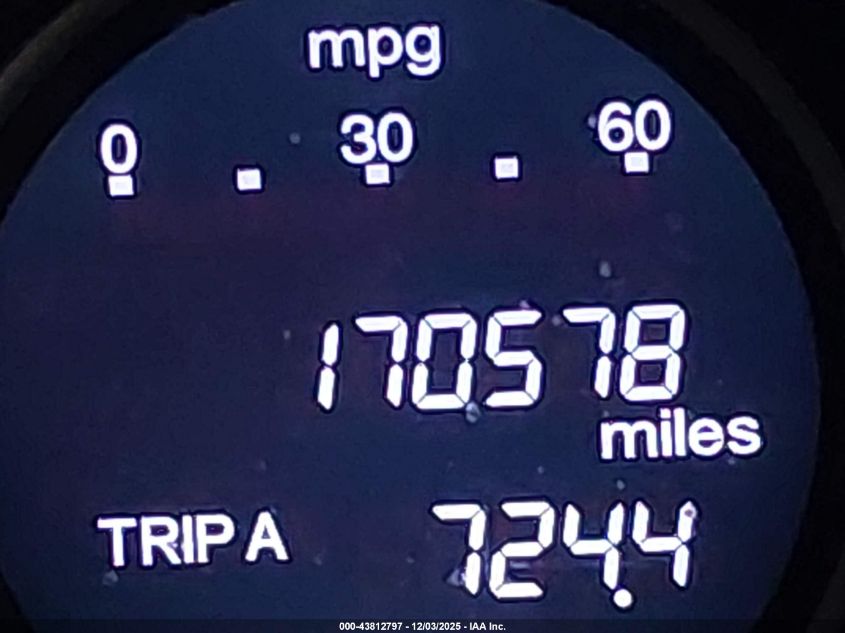 mpg
0 30 60
170578
miles
TRIP A 724.4
000-43812797 - 12/03/2025 - IAA Inc.